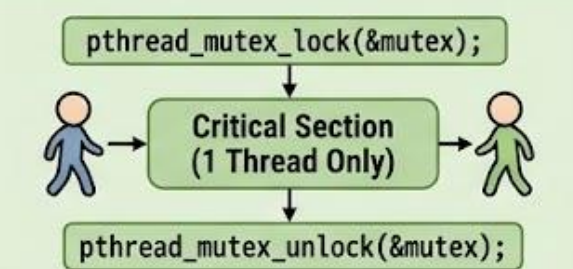 pthread_mutex_lock(&mutex);
Critical Section
(1 Thread Only)
pthread_mutex_unlock(&mutex);